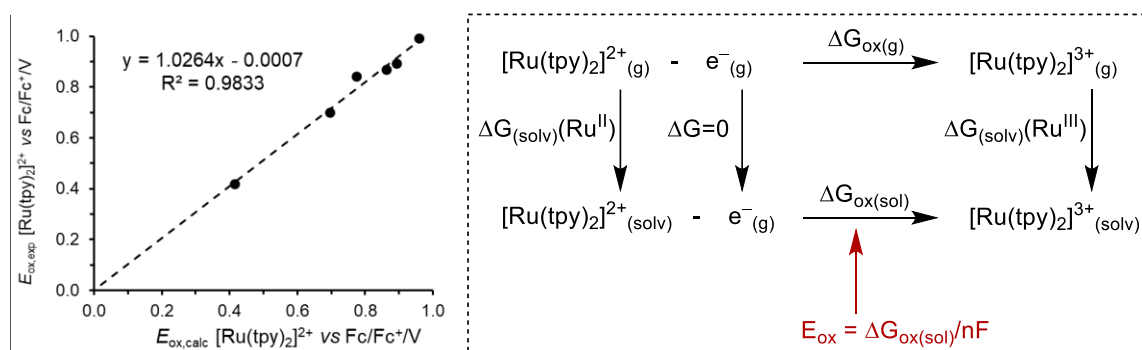 y = 1.0264x - 0.0007
R² = 0.9833
1.0
0.8
0.6
0.4
0.2
0.0
0.0 0.2 0.4 0.6 0.8 1.0
E_ox,exp [Ru(tpy)₂]²⁺ vs Fc/Fc⁺/V
E_ox,calc [Ru(tpy)₂]²⁺ vs Fc/Fc⁺/V
[Ru(tpy)₂]²⁺(g) - e⁻(g) ΔG_ox(g) [Ru(tpy)₂]³⁺(g)
ΔG(solv)(Ruᴵᴵ) ΔG=0 ΔG(solv)(Ruᴵᴵᴵ)
[Ru(tpy)₂]²⁺(solv) - e⁻(g) ΔG_ox(sol) [Ru(tpy)₂]³⁺(solv)
E_ox = ΔG_ox(sol)/nF